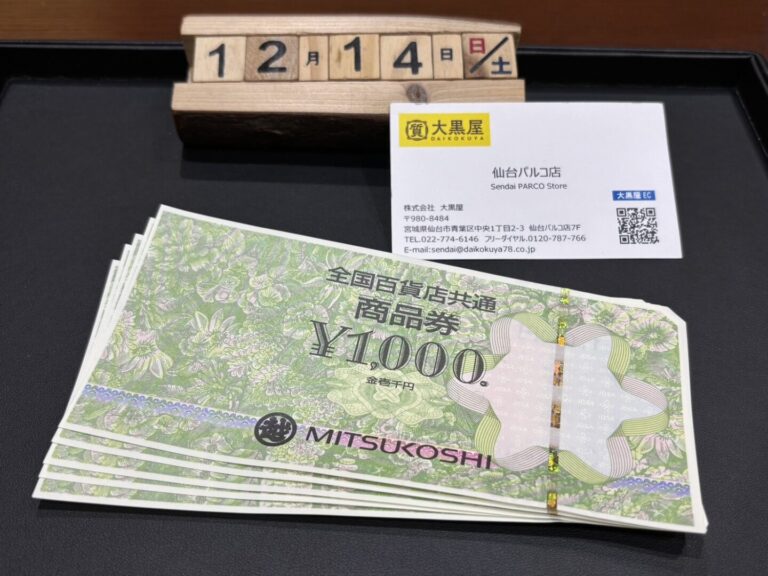 12月14日 日/土
質 大黒屋
DAIKOKUYA
仙台パルコ店
Sendai PARCO Store
大黒屋 EC
株式会社 大黒屋
〒980-8484
宮城県仙台市青葉区中央1丁目2-3 仙台パルコ店7F
TEL.022-774-6146 フリーダイヤル.0120-787-766
E-mail:sendai@daikokuya78.co.jp
全国百貨店共通
商品券
¥1,000.
金壱千円
越 MITSUKOSHI